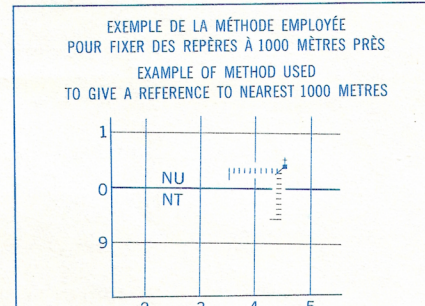 EXEMPLE DE LA MÉTHODE EMPLOYÉE
POUR FIXER DES REPÈRES À 1000 MÈTRES PRÈS
EXAMPLE OF METHOD USED
TO GIVE A REFERENCE TO NEAREST 1000 METRES
1
NU
0
NT
9
3 4 5